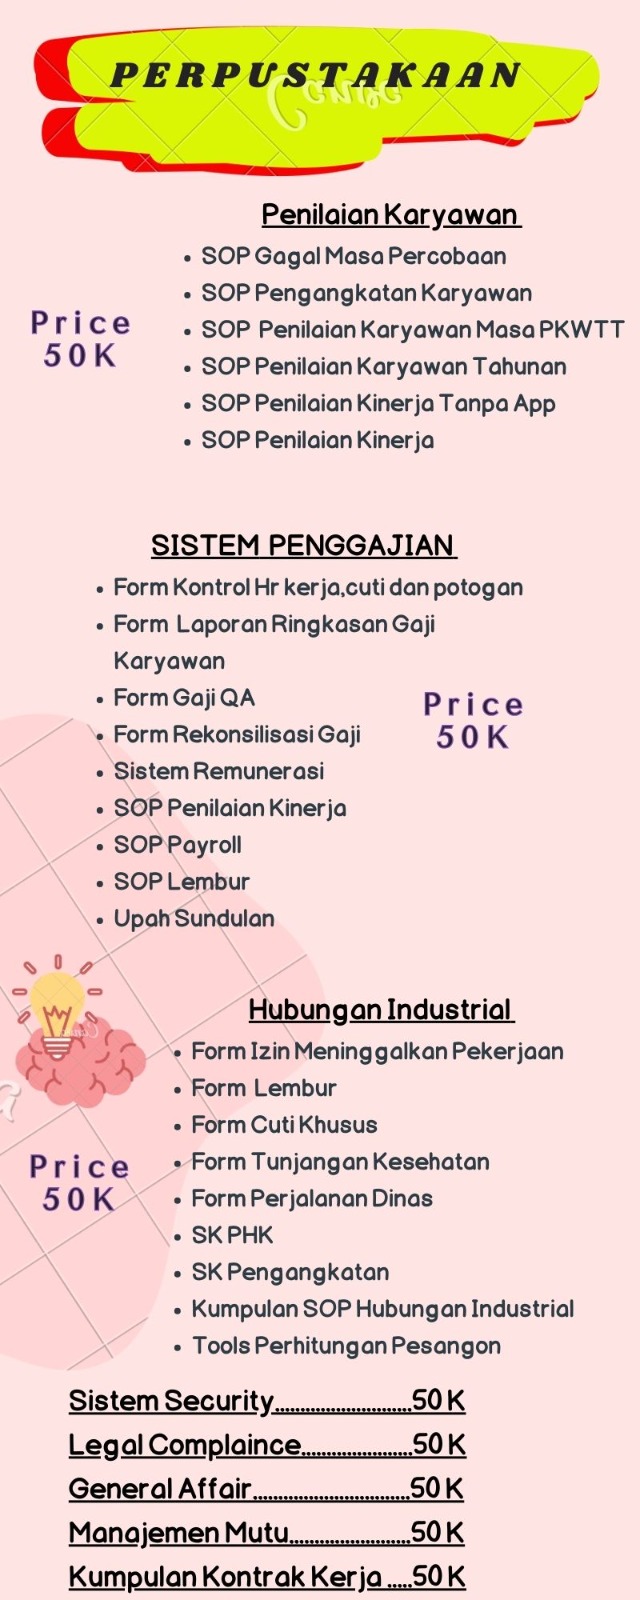 PERPUSTAKAAN
Canva
Penilaian Karyawan
• SOP Gagal Masa Percobaan
• SOP Pengangkatan Karyawan
• SOP Penilaian Karyawan Masa PKWTT
• SOP Penilaian Karyawan Tahunan
• SOP Penilaian Kinerja Tanpa App
• SOP Penilaian Kinerja
Price
50K
SISTEM PENGGAJIAN
• Form Kontrol Hr kerja,cuti dan potogan
• Form Laporan Ringkasan Gaji
Karyawan
• Form Gaji QA
• Form Rekonsilisasi Gaji
• Sistem Remunerasi
• SOP Penilaian Kinerja
• SOP Payroll
• SOP Lembur
• Upah Sundulan
Price
50K
Hubungan Industrial
• Form Izin Meninggalkan Pekerjaan
• Form Lembur
• Form Cuti Khusus
• Form Tunjangan Kesehatan
• Form Perjalanan Dinas
• SK PHK
• SK Pengangkatan
• Kumpulan SOP Hubungan Industrial
• Tools Perhitungan Pesangon
Price
50K
Sistem Security............................50 K
Legal Complaince.......................50 K
General Affair................................50 K
Manajemen Mutu.........................50 K
Kumpulan Kontrak Kerja .....50 K